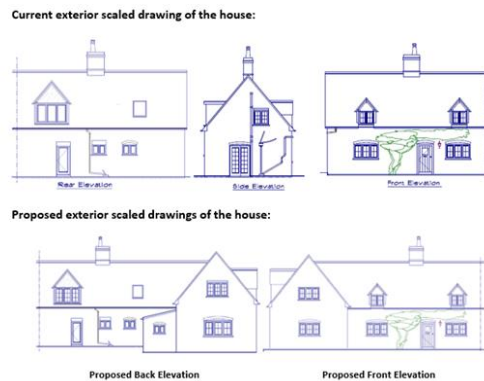 Current exterior scaled drawing of the house:
Rear Elevation
Side Elevation
Front Elevation
Proposed exterior scaled drawings of the house:
Proposed Back Elevation
Proposed Front Elevation